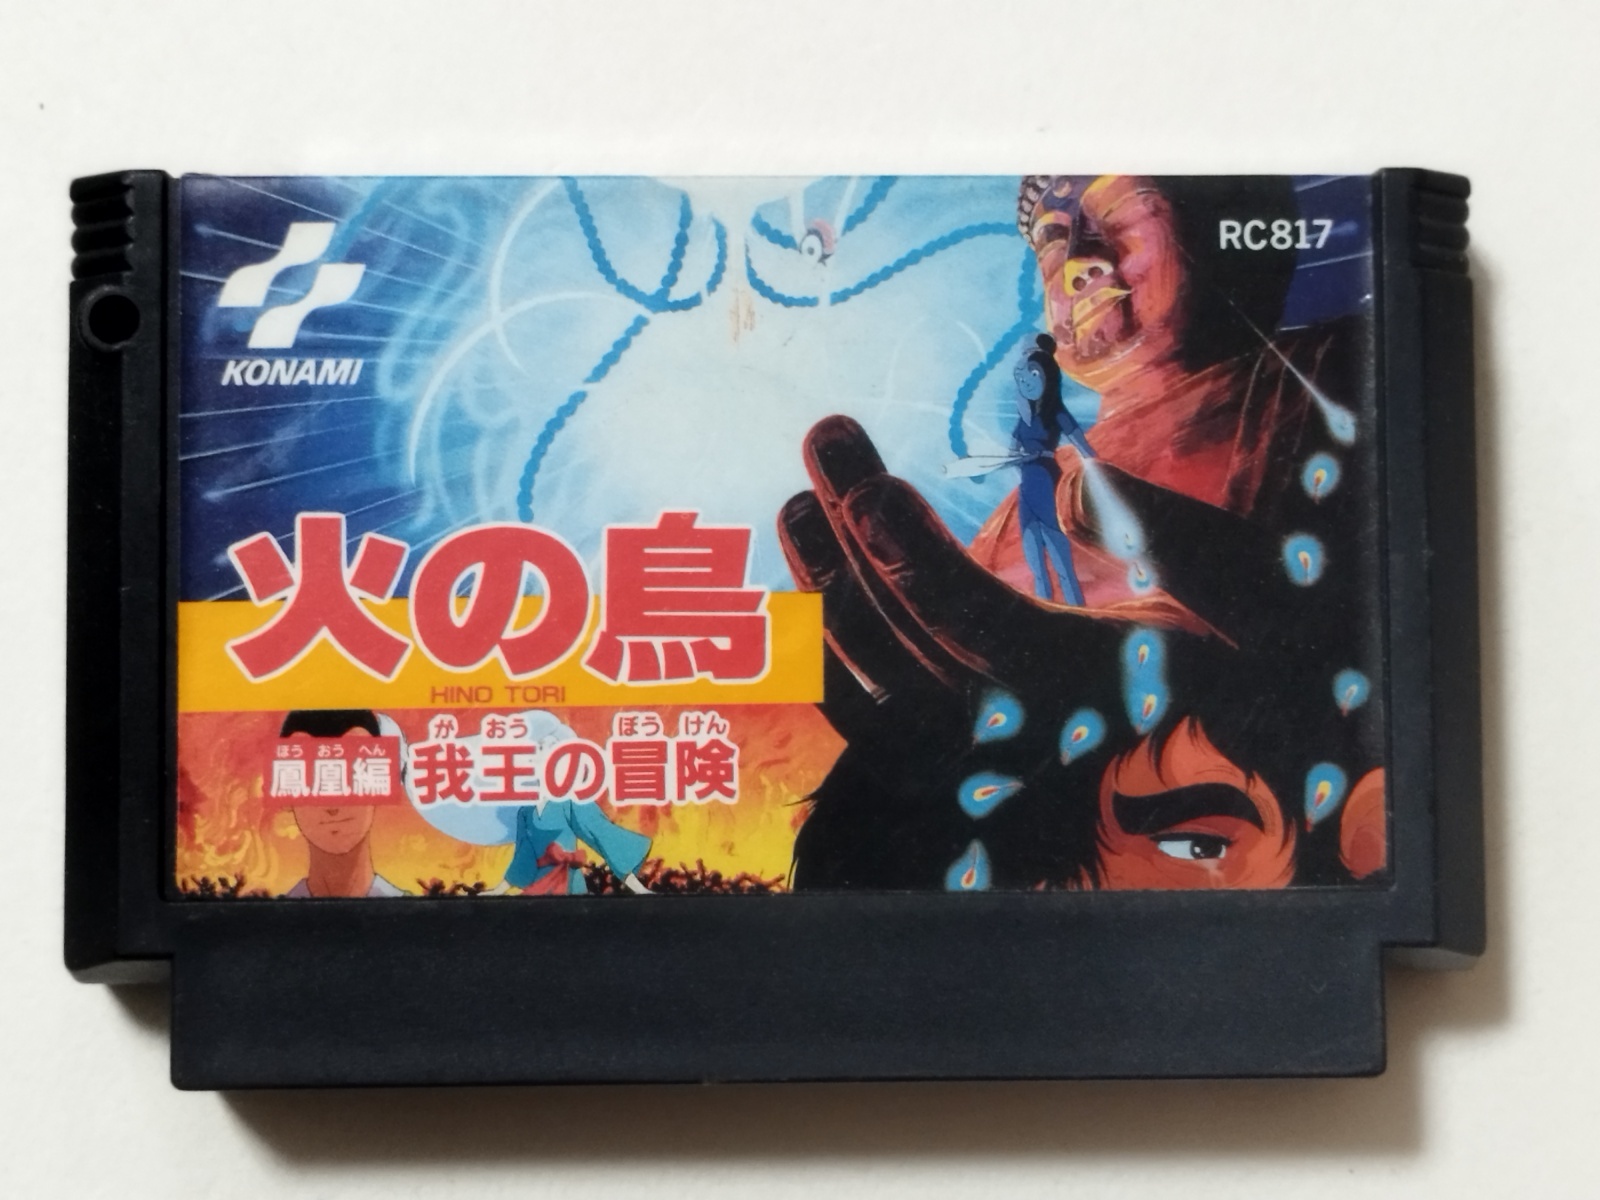 KONAMI
RC817
火の鳥
HINO TORI
ほうおうへん がおう ぼうけん
鳳凰編 我王の冒険